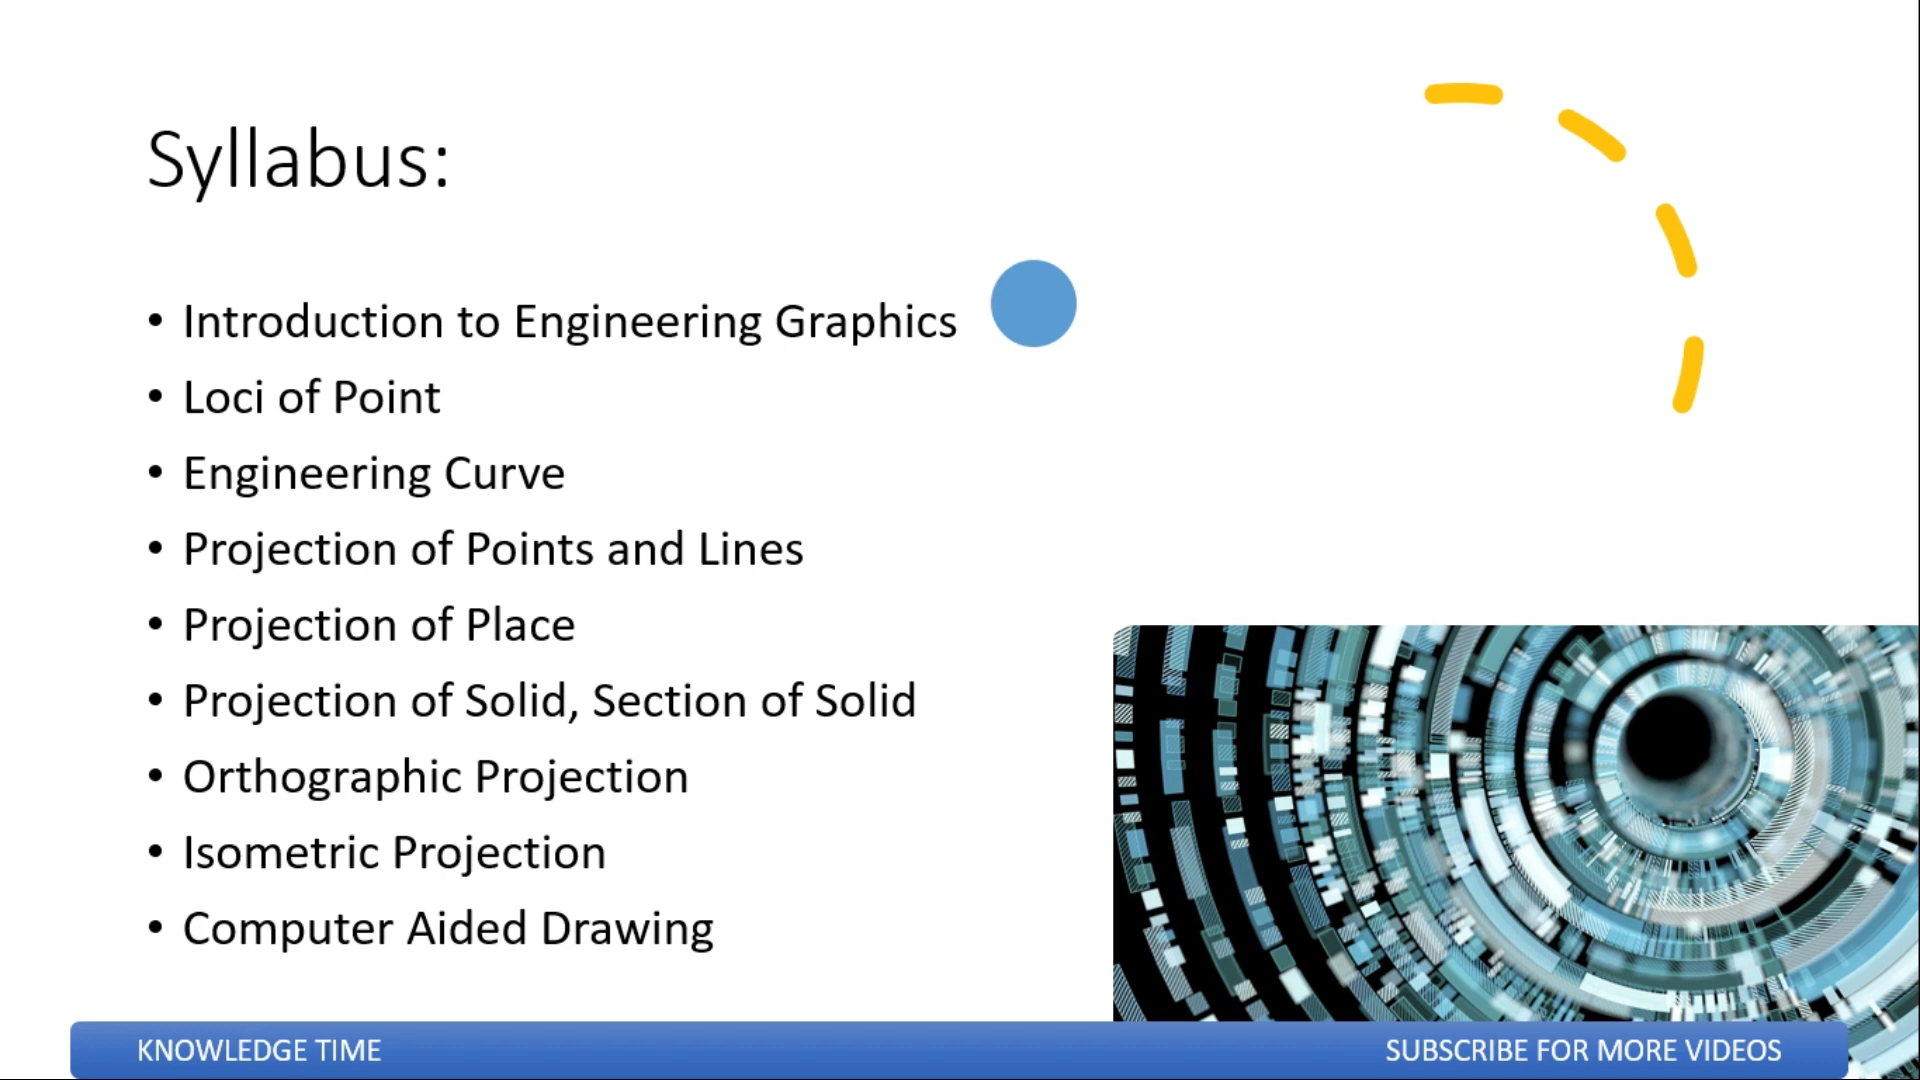 Syllabus:
• Introduction to Engineering Graphics
• Loci of Point
• Engineering Curve
• Projection of Points and Lines
• Projection of Place
• Projection of Solid, Section of Solid
• Orthographic Projection
• Isometric Projection
• Computer Aided Drawing
KNOWLEDGE TIME
SUBSCRIBE FOR MORE VIDEOS